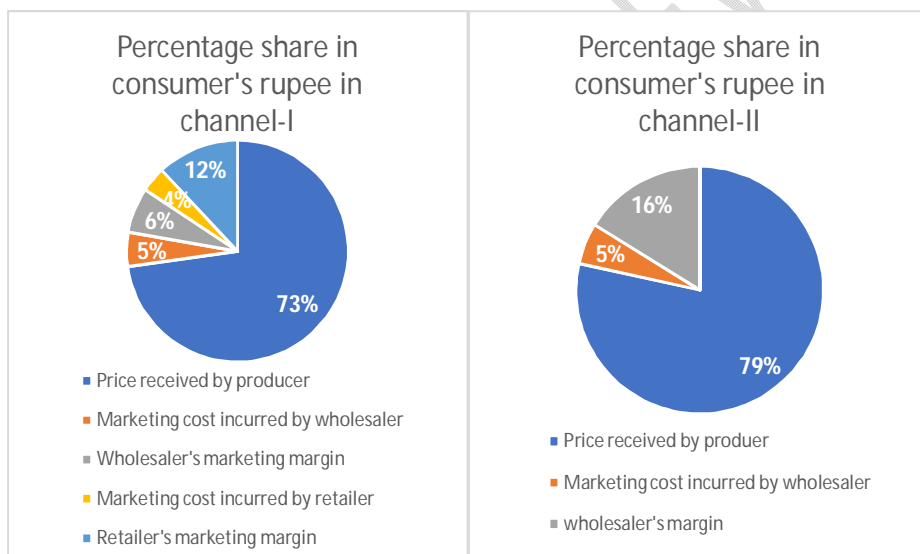 Percentage share in
consumer's rupee in
channel-I
12%
4%
6%
5%
73%
Price received by producer
Marketing cost incurred by wholesaler
Wholesaler's marketing margin
Marketing cost incurred by retailer
Retailer's marketing margin
Percentage share in
consumer's rupee in
channel-II
16%
5%
79%
Price received by produer
Marketing cost incurred by wholesaler
wholesaler's margin